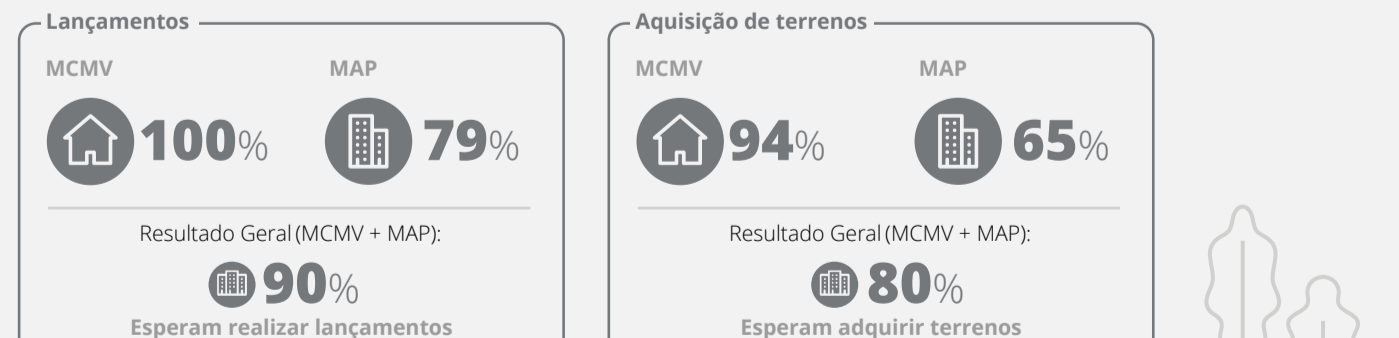 Lançamentos
MCMV MAP
100% 79%
Resultado Geral (MCMV + MAP):
90%
Esperam realizar lançamentos
Aquisição de terrenos
MCMV MAP
94% 65%
Resultado Geral (MCMV + MAP):
80%
Esperam adquirir terrenos